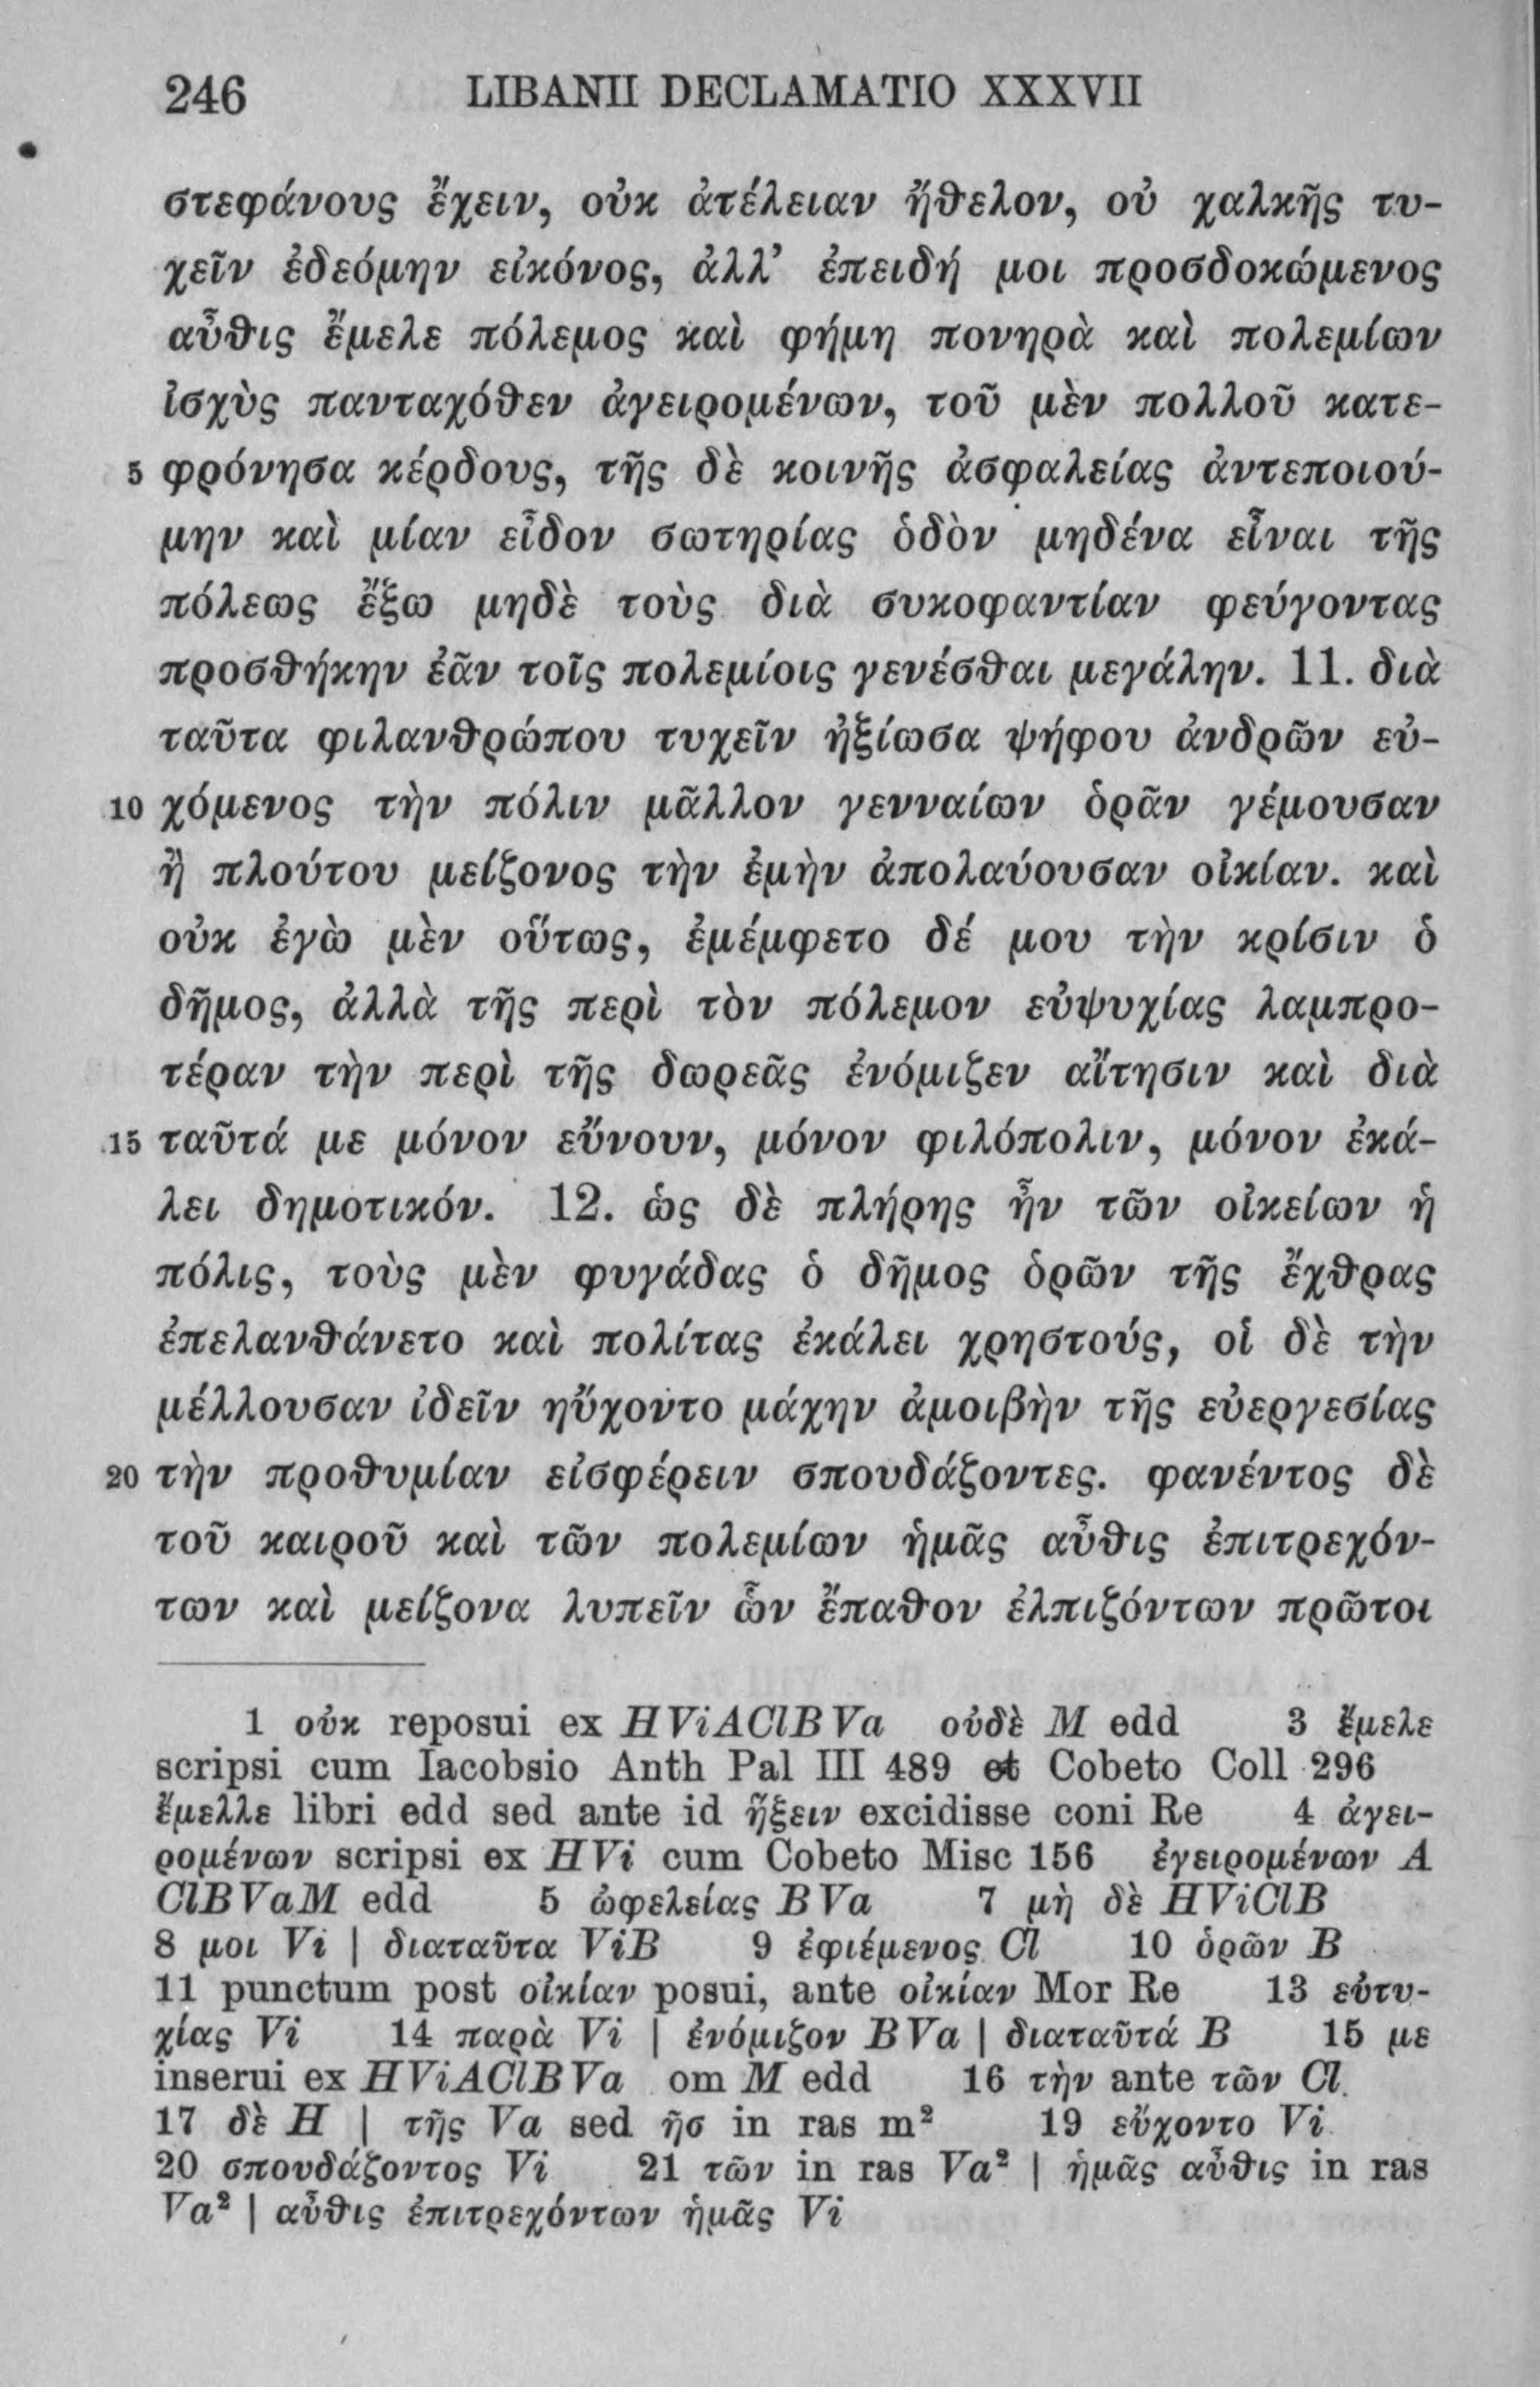 246 LIBANII DECLAMATIO XXXVII
στεφάνους ἔχειν, οὐκ ἀτέλειαν ἤθελον, οὐ χαλκῆς τυ-
χεῖν ἐδεόμην εἰκόνος, ἀλλ’ ἐπειδή μοι προσδοκώμενος
αὖθις ἔμελε πόλεμος καὶ φήμη πονηρὰ καὶ πολεμίων
ἰσχὺς πανταχόθεν ἀγειρομένων, τοῦ μὲν πολλοῦ κατε-
5 φρόνησα κέρδους, τῆς δὲ κοινῆς ἀσφαλείας ἀντεποιού-
μην καὶ μίαν εἶδον σωτηρίας ὁδὸν μηδένα εἶναι τῆς
πόλεως ἔξω μηδὲ τοὺς διὰ συκοφαντίαν φεύγοντας
προσθήκην ἐᾶν τοῖς πολεμίοις γενέσθαι μεγάλην. 11. διὰ
ταῦτα φιλανθρώπου τυχεῖν ἠξίωσα ψήφου ἀνδρῶν εὐ-
10 χόμενος τὴν πόλιν μᾶλλον γενναίων ὁρᾶν γέμουσαν
ἢ πλούτου μείζονος τὴν ἐμὴν ἀπολαύουσαν οἰκίαν. καὶ
οὐκ ἐγὼ μὲν οὕτως, ἐμέμφετο δέ μου τὴν κρίσιν ὁ
δῆμος, ἀλλὰ τῆς περὶ τὸν πόλεμον εὐψυχίας λαμπρο-
τέραν τὴν περὶ τῆς δωρεᾶς ἐνόμιζεν αἴτησιν καὶ διὰ
15 ταῦτά με μόνον εὔνουν, μόνον φιλόπολιν, μόνον ἐκά-
λει δημοτικόν. 12. ὡς δὲ πλήρης ἦν τῶν οἰκείων ἡ
πόλις, τοὺς μὲν φυγάδας ὁ δῆμος ὁρῶν τῆς ἔχθρας
ἐπελανθάνετο καὶ πολίτας ἐκάλει χρηστούς, οἱ δὲ τὴν
μέλλουσαν ἰδεῖν ηὔχοντο μάχην ἀμοιβὴν τῆς εὐεργεσίας
20 τὴν προθυμίαν εἰσφέρειν σπουδάζοντες. φανέντος δὲ
τοῦ καιροῦ καὶ τῶν πολεμίων ἡμᾶς αὖθις ἐπιτρεχόν-
των καὶ μείζονα λυπεῖν ὧν ἔπαθον ἐλπιζόντων πρῶτοι
1 οὐκ reposui ex HViAClBVa οὐδὲ M edd 3 ἔμελε
scripsi cum Iacobsio Anth Pal III 489 et Cobeto Coll 296
ἔμελλε libri edd sed ante id ἥξειν excidisse coni Re 4 ἀγει-
ρομένων scripsi ex HVi cum Cobeto Misc 156 ἐγειρομένων A
ClBVaM edd 5 ὠφελείας BVa 7 μὴ δὲ HViClB
8 μοι Vi | διαταῦτα ViB 9 ἐφιέμενος Cl 10 ὁρῶν B
11 punctum post οἰκίαν posui, ante οἰκίαν Mor Re 13 εὐτυ-
χίας Vi 14 παρὰ Vi | ἐνόμιζον BVa | διαταῦτά B 15 με
inserui ex HViAClBVa om M edd 16 τὴν ante τῶν Cl
17 δὲ H | τῆς Va sed ῆσ in ras m² 19 εὔχοντο Vi
20 σπουδάζοντος Vi 21 τῶν in ras Va² | ἡμᾶς αὖθις in ras
Va² | αὖθις ἐπιτρεχόντων ἡμᾶς Vi